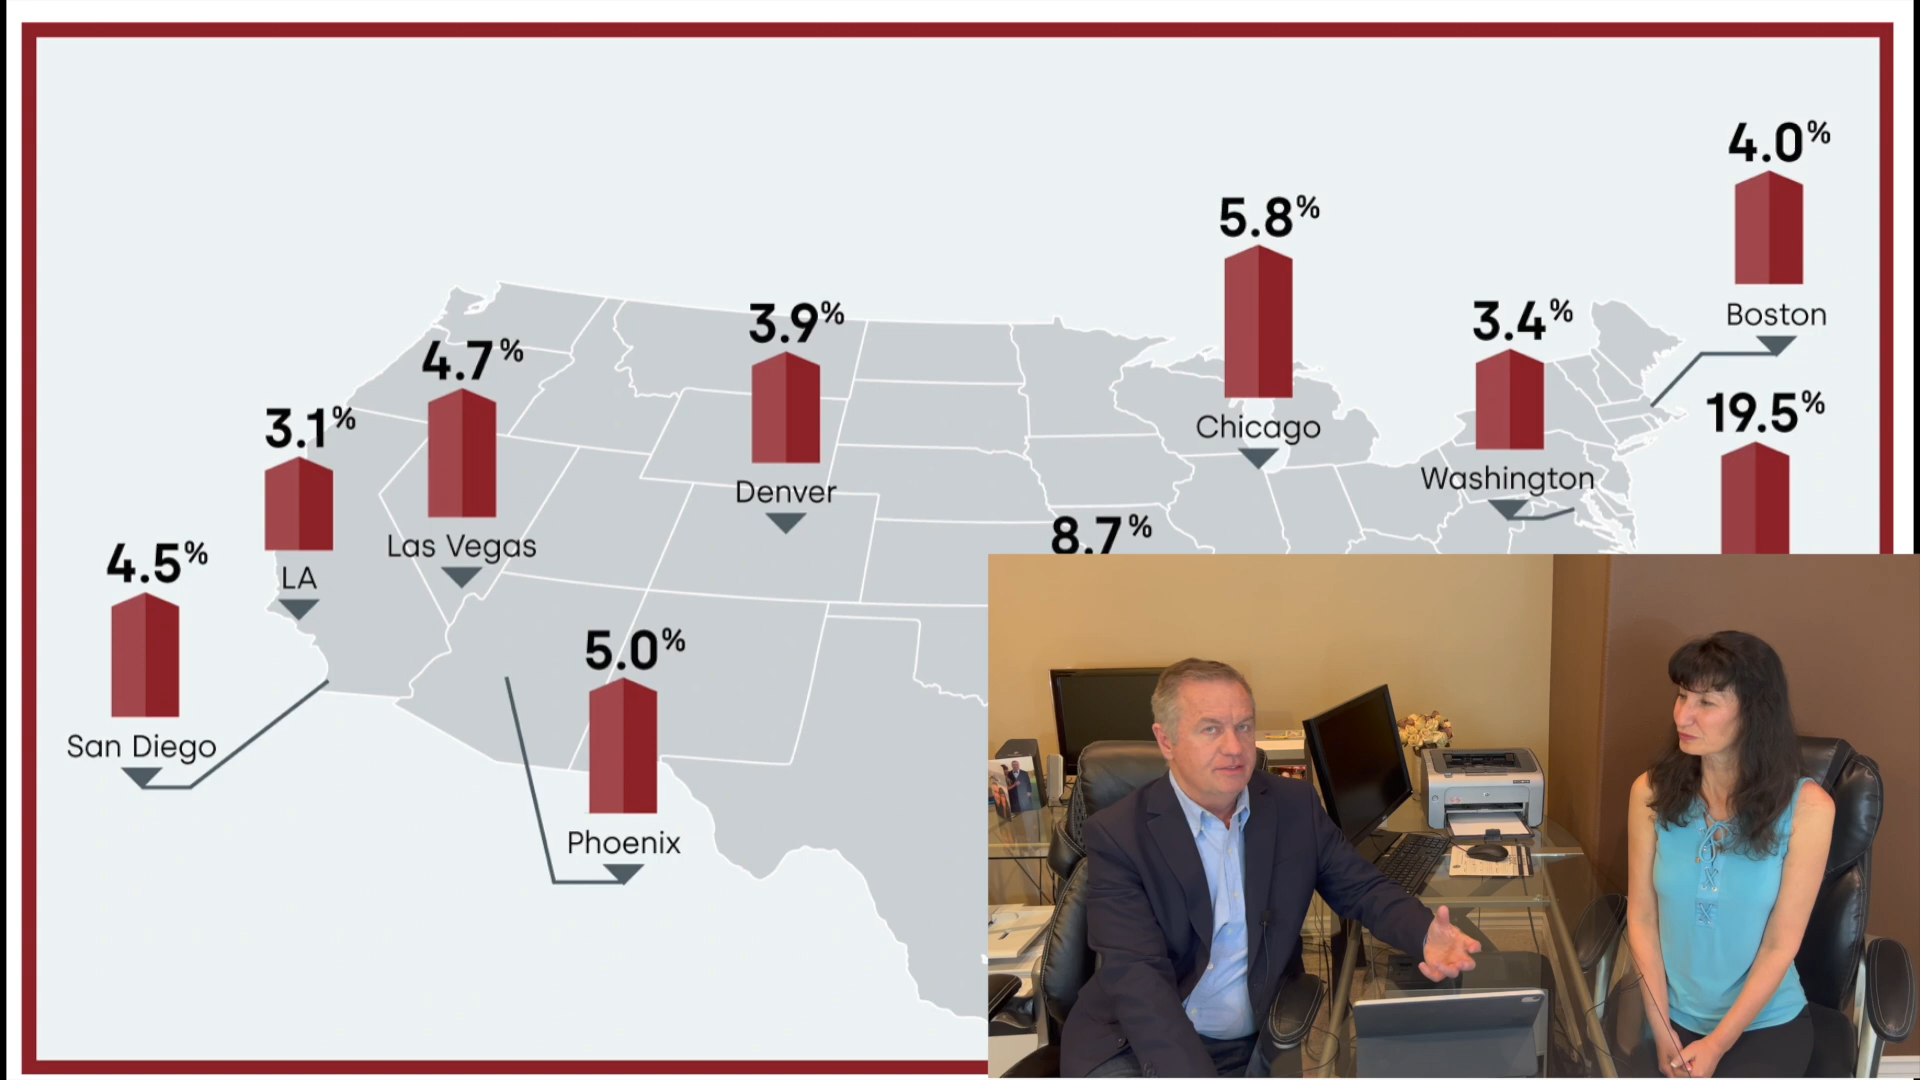 4.0%
Boston
5.8%
Chicago
3.4%
Washington
3.9%
Denver
4.7%
Las Vegas
19.5%
3.1%
LA
8.7%
4.5%
San Diego
5.0%
Phoenix